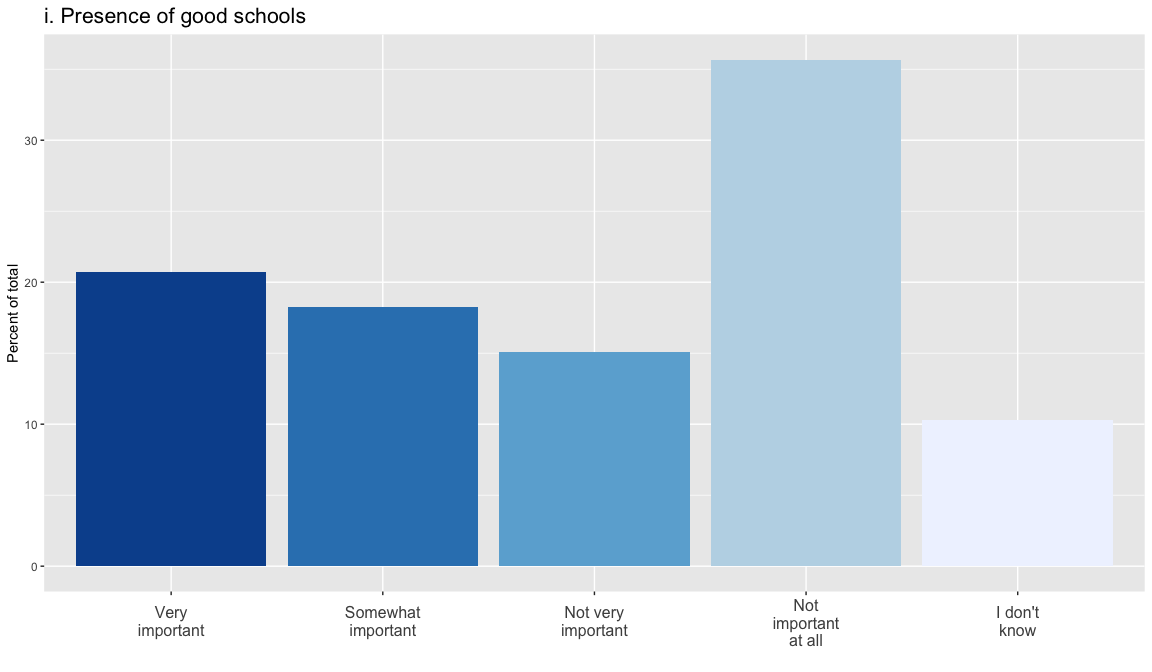 i. Presence of good schools
Percent of total
30
20
10
0
Very
important
Somewhat
important
Not very
important
Not
important
at all
I don't
know